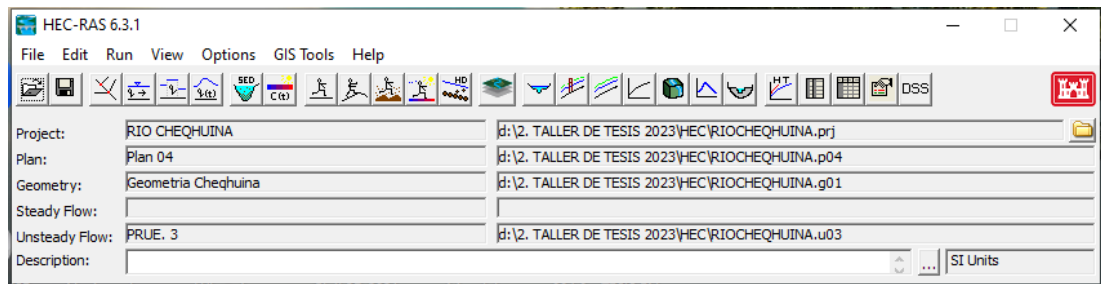 HEC-RAS 6.3.1
File Edit Run View Options GIS Tools Help
SED C(t) HD HT DSS
Project: RIO CHEQHUINA d:\2. TALLER DE TESIS 2023\HEC\RIOCHEQHUINA.prj
Plan: Plan 04 d:\2. TALLER DE TESIS 2023\HEC\RIOCHEQHUINA.p04
Geometry: Geometria Cheqhuina d:\2. TALLER DE TESIS 2023\HEC\RIOCHEQHUINA.g01
Steady Flow:
Unsteady Flow: PRUE. 3 d:\2. TALLER DE TESIS 2023\HEC\RIOCHEQHUINA.u03
Description: ... SI Units